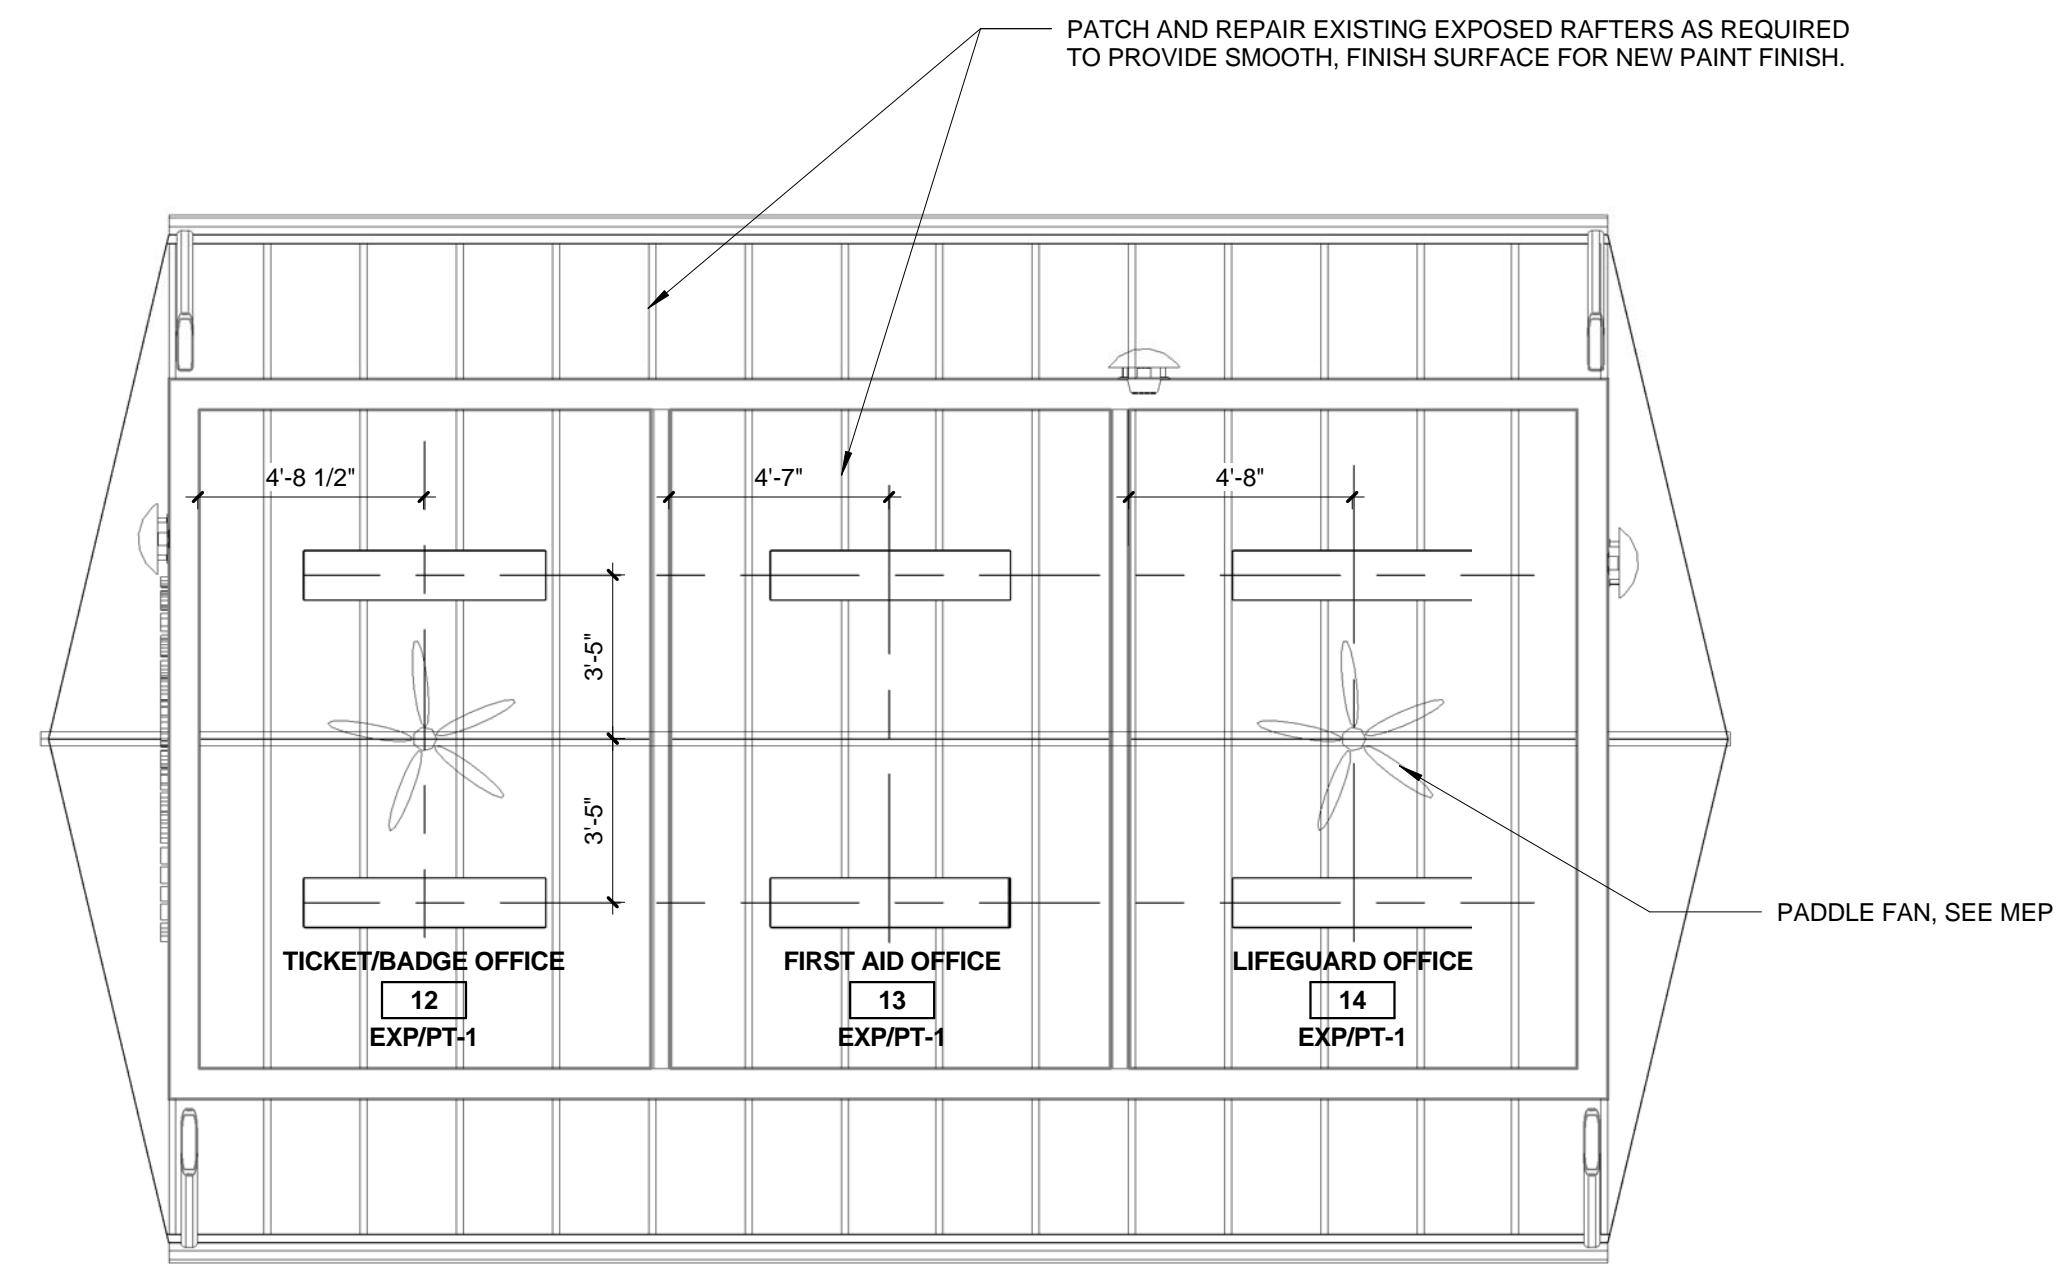 PATCH AND REPAIR EXISTING EXPOSED RAFTERS AS REQUIRED
TO PROVIDE SMOOTH, FINISH SURFACE FOR NEW PAINT FINISH.
4'-8 1/2"
4'-7"
4'-8"
3'-5"
3'-5"
PADDLE FAN, SEE MEP
TICKET/BADGE OFFICE
12
EXP/PT-1
FIRST AID OFFICE
13
EXP/PT-1
LIFEGUARD OFFICE
14
EXP/PT-1